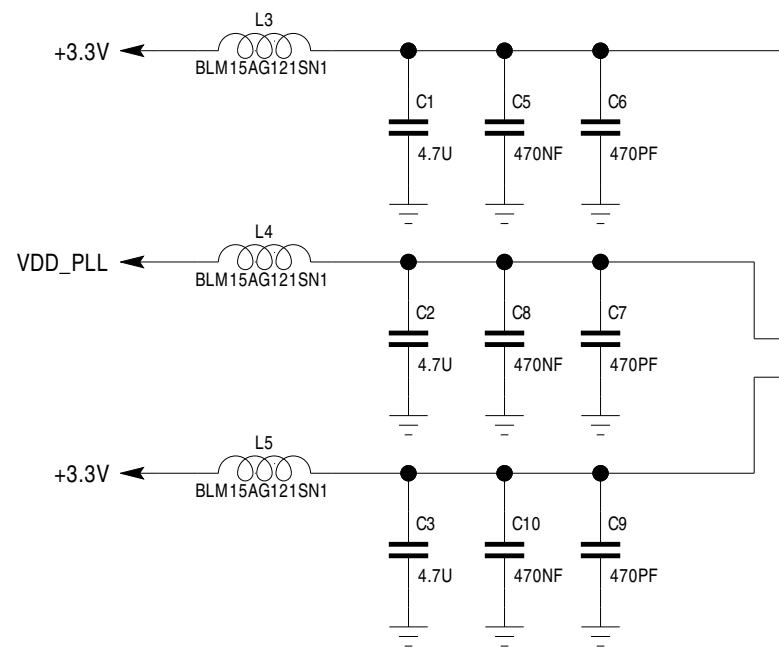 L3
+3.3V
BLM15AG121SN1
C1
C5
C6
4.7U
470NF
470PF
L4
VDD_PLL
BLM15AG121SN1
C2
C8
C7
4.7U
470NF
470PF
L5
+3.3V
BLM15AG121SN1
C3
C10
C9
4.7U
470NF
470PF